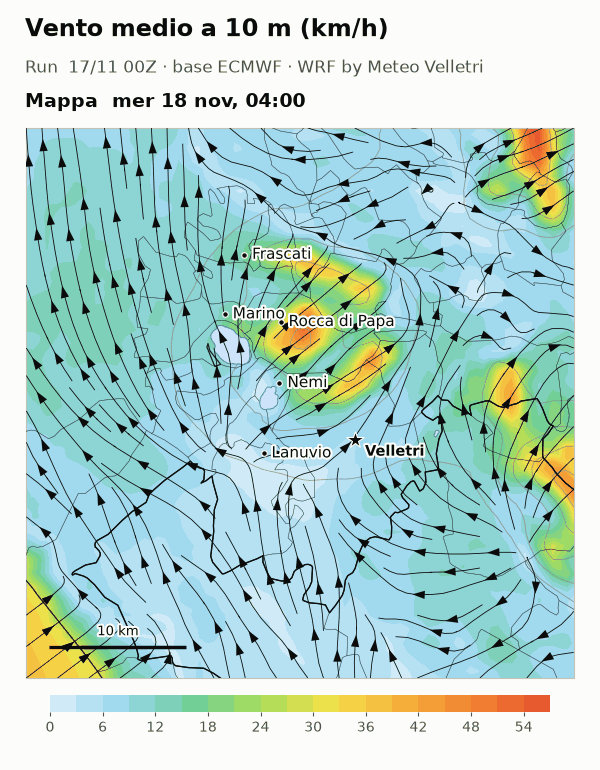 Vento medio a 10 m (km/h)
Run 17/11 00Z · base ECMWF · WRF by Meteo Velletri
Mappa mer 18 nov, 04:00
Frascati
Marino
Rocca di Papa
Nemi
Velletri
Lanuvio
10 km
0 6 12 18 24 30 36 42 48 54